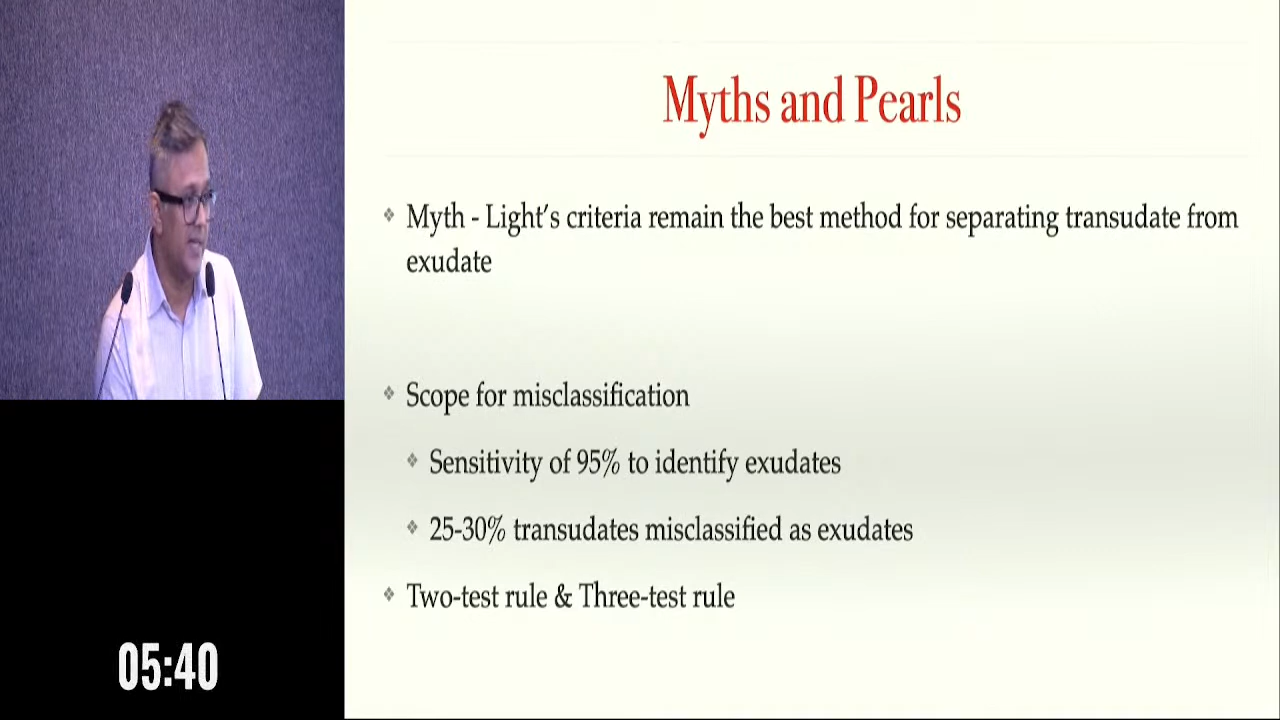 Myths and Pearls
Myth - Light's criteria remain the best method for separating transudate from
exudate
Scope for misclassification
Sensitivity of 95% to identify exudates
25-30% transudates misclassified as exudates
Two-test rule & Three-test rule
05:40